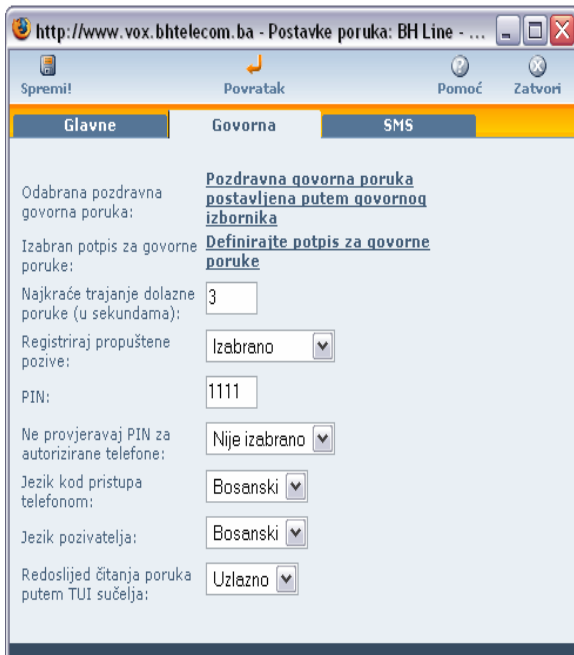 http://www.vox.bhtelecom.ba - Postavke poruka: BH Line - ...
Spremi!
Povratak
Pomoć
Zatvori
Glavne
Govorna
SMS
Odabrana pozdravna
govorna poruka:
Pozdravna govorna poruka
postavljena putem govornog
izbornika
Izabran potpis za govorne
poruke:
Definirajte potpis za govorne
poruke
Najkraće trajanje dolazne
poruke (u sekundama):
3
Registriraj propuštene
pozive:
Izabrano
PIN:
1111
Ne provjeravaj PIN za
autorizirane telefone:
Nije izabrano
Jezik kod pristupa
telefonom:
Bosanski
Jezik pozivatelja:
Bosanski
Redoslijed čitanja poruka
putem TUI sučelja:
Uzlazno